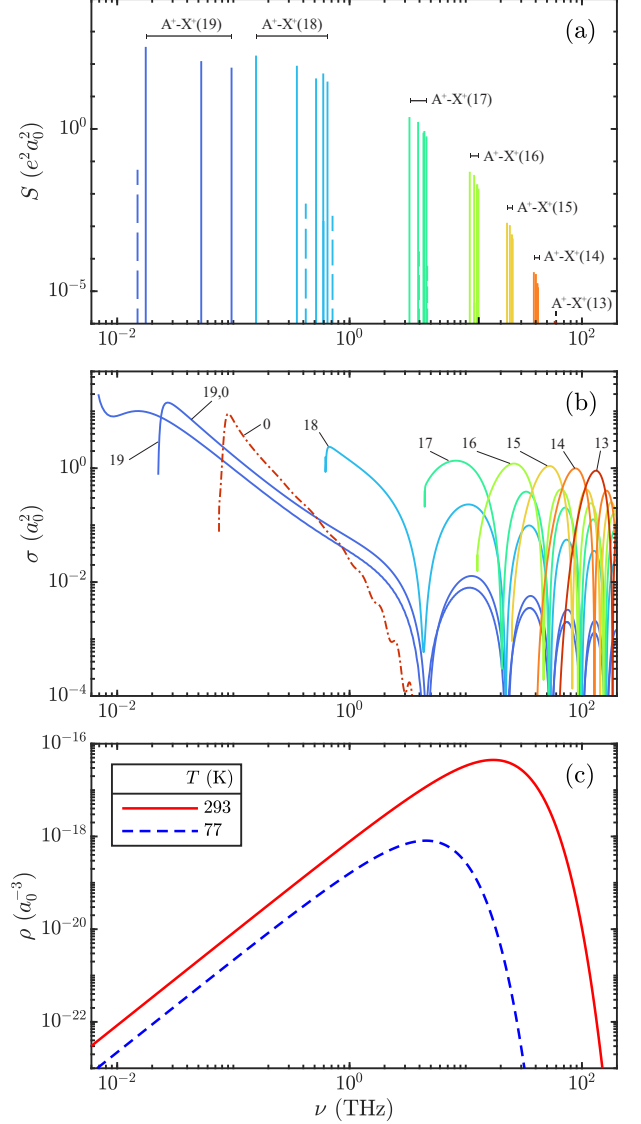 A⁺-X⁺(19)
A⁺-X⁺(18)
(a)
A⁺-X⁺(17)
A⁺-X⁺(16)
A⁺-X⁺(15)
A⁺-X⁺(14)
A⁺-X⁺(13)
S (e²a₀²)
10⁰
10⁻⁵
10⁻² 10⁰ 10²
(b)
19,0
0
19
18
17
16
15
14
13
σ (a₀²)
10⁰
10⁻²
10⁻⁴
10⁻² 10⁰ 10²
(c)
T (K)
293
77
ρ (a₀⁻³)
10⁻¹⁶
10⁻¹⁸
10⁻²⁰
10⁻²²
10⁻² 10⁰ 10²
ν (THz)